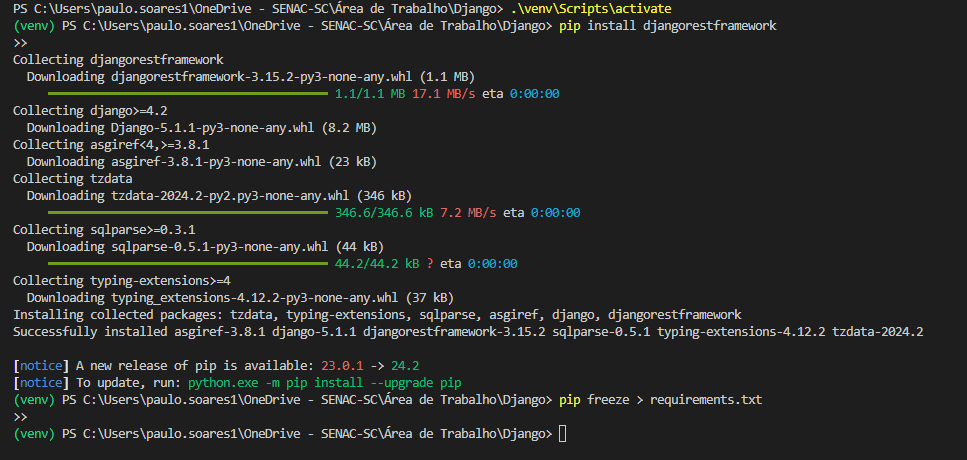 PS C:\Users\paulo.soares1\OneDrive - SENAC-SC\Área de Trabalho\Django> .\venv\Scripts\activate
(venv) PS C:\Users\paulo.soares1\OneDrive - SENAC-SC\Área de Trabalho\Django> pip install djangorestframework
>>
Collecting djangorestframework
  Downloading djangorestframework-3.15.2-py3-none-any.whl (1.1 MB)
1.1/1.1 MB 17.1 MB/s eta 0:00:00
Collecting django>=4.2
  Downloading Django-5.1.1-py3-none-any.whl (8.2 MB)
Collecting asgiref<4,>=3.8.1
  Downloading asgiref-3.8.1-py3-none-any.whl (23 kB)
Collecting tzdata
  Downloading tzdata-2024.2-py2.py3-none-any.whl (346 kB)
346.6/346.6 kB 7.2 MB/s eta 0:00:00
Collecting sqlparse>=0.3.1
  Downloading sqlparse-0.5.1-py3-none-any.whl (44 kB)
44.2/44.2 kB ? eta 0:00:00
Collecting typing-extensions>=4
  Downloading typing_extensions-4.12.2-py3-none-any.whl (37 kB)
Installing collected packages: tzdata, typing-extensions, sqlparse, asgiref, django, djangorestframework
Successfully installed asgiref-3.8.1 django-5.1.1 djangorestframework-3.15.2 sqlparse-0.5.1 typing-extensions-4.12.2 tzdata-2024.2
[notice] A new release of pip is available: 23.0.1 -> 24.2
[notice] To update, run: python.exe -m pip install --upgrade pip
(venv) PS C:\Users\paulo.soares1\OneDrive - SENAC-SC\Área de Trabalho\Django> pip freeze > requirements.txt
>>
(venv) PS C:\Users\paulo.soares1\OneDrive - SENAC-SC\Área de Trabalho\Django>